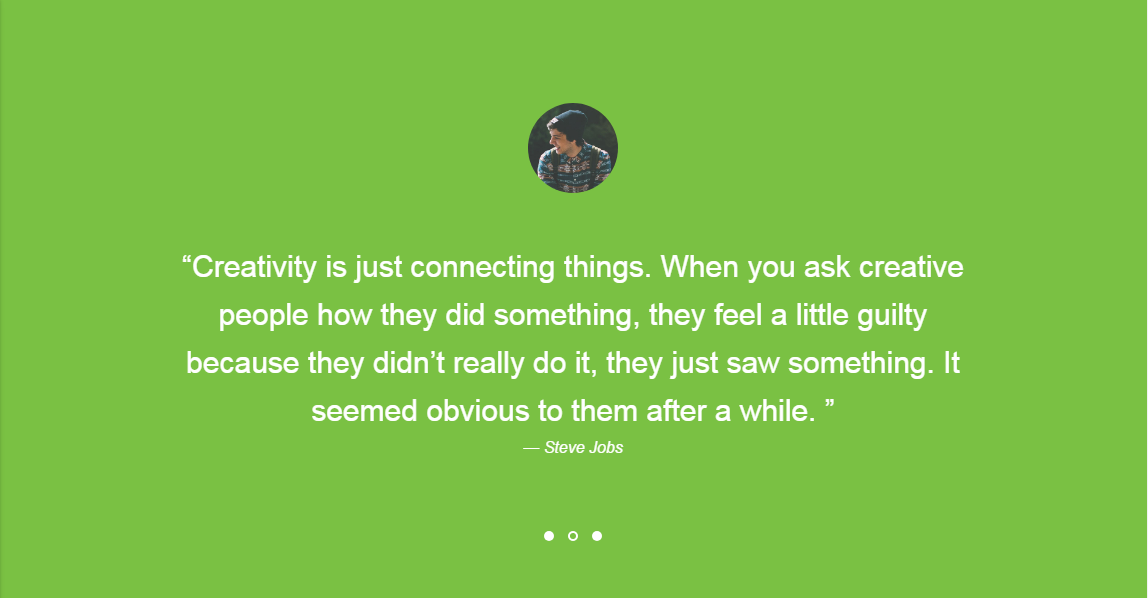 “Creativity is just connecting things. When you ask creative
people how they did something, they feel a little guilty
because they didn’t really do it, they just saw something. It
seemed obvious to them after a while. ”
— Steve Jobs